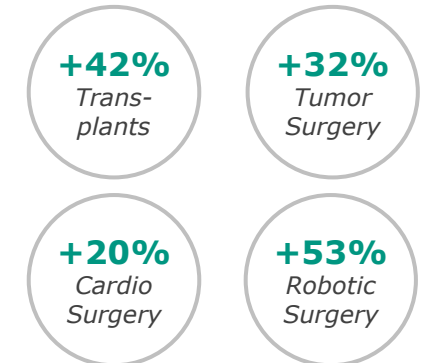 +42%
Trans-
plants
+32%
Tumor
Surgery
+20%
Cardio
Surgery
+53%
Robotic
Surgery